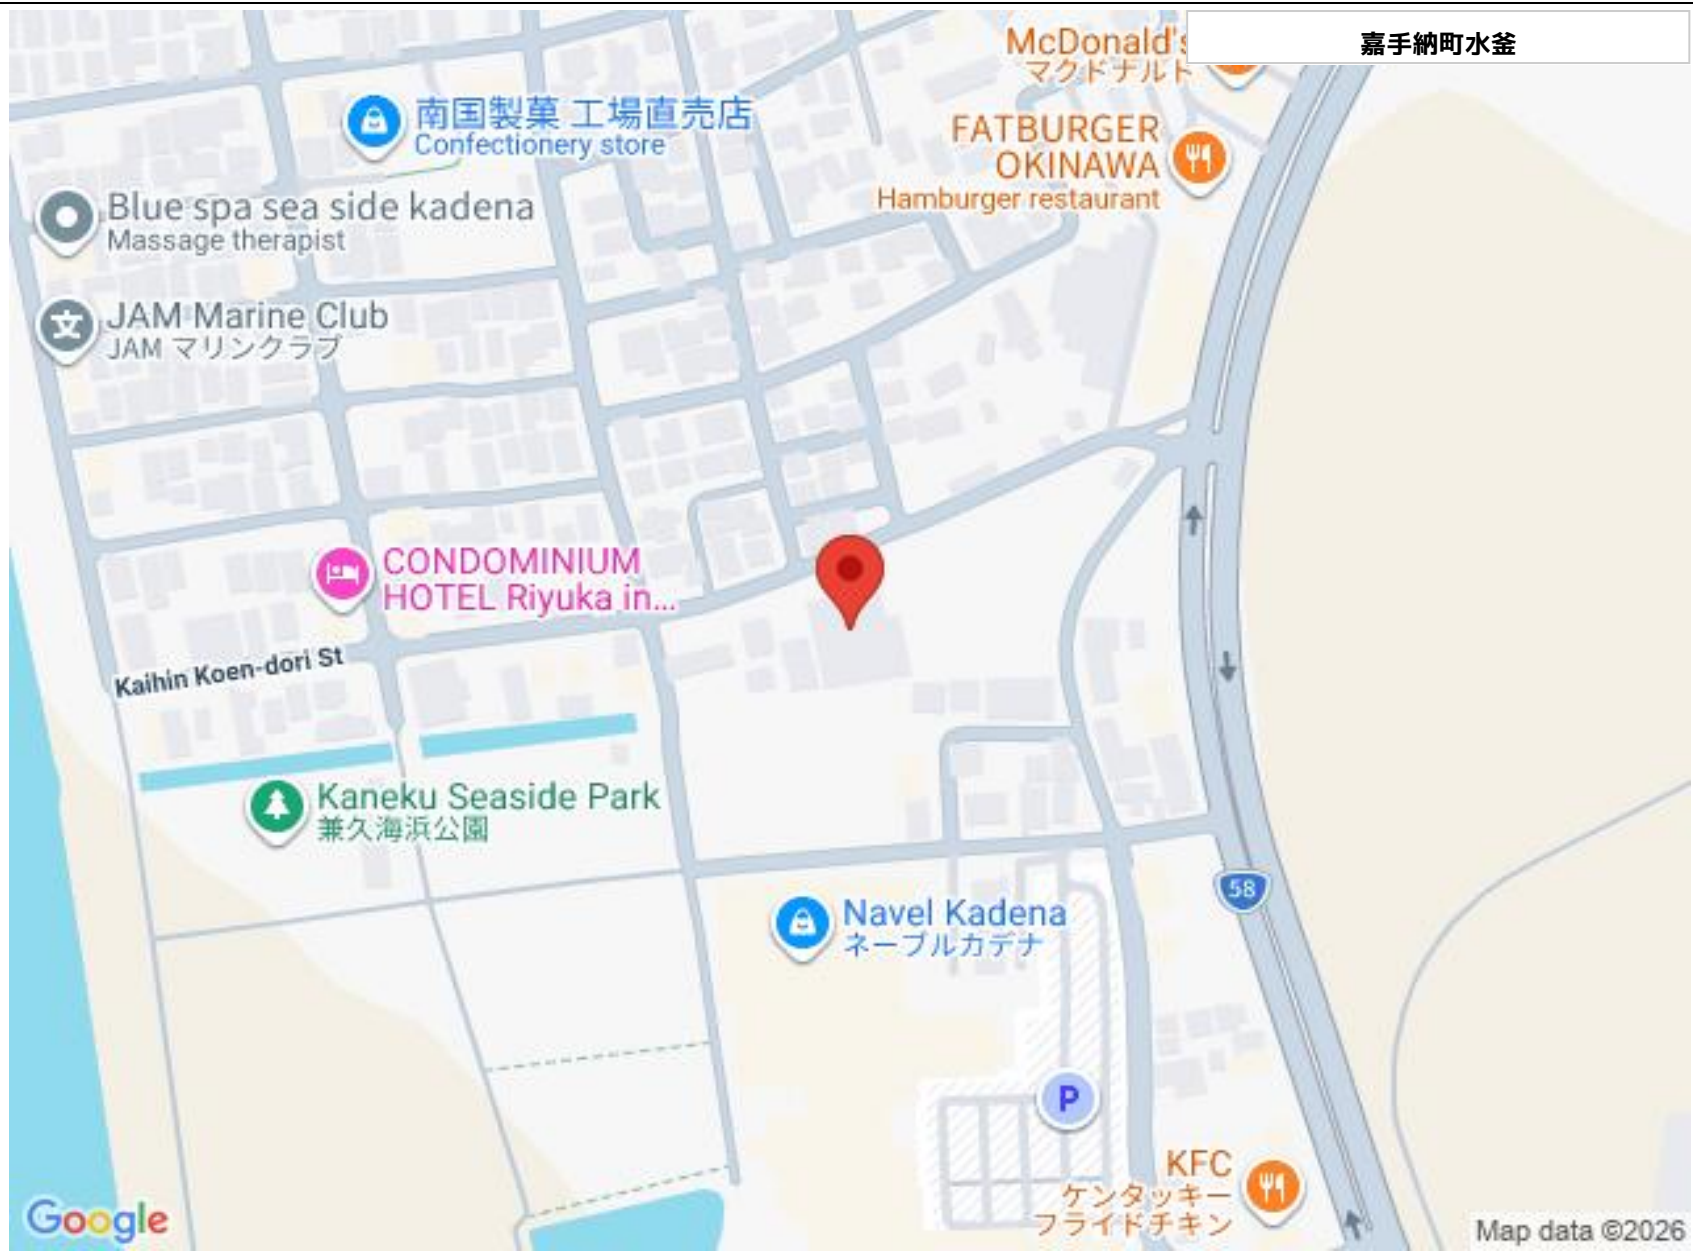 嘉手納町水釜
McDonald's
マクドナルド
南国製菓 工場直売店
Confectionery store
FATBURGER
OKINAWA
Hamburger restaurant
Blue spa sea side kadena
Massage therapist
JAM Marine Club
JAM マリンクラブ
CONDOMINIUM
HOTEL Riyuka in...
Kaihin Koen-dori St
Kaneku Seaside Park
兼久海浜公園
58
Navel Kadena
ネーブルカデナ
P
KFC
ケンタッキー
フライドチキン
Google
Map data ©2026